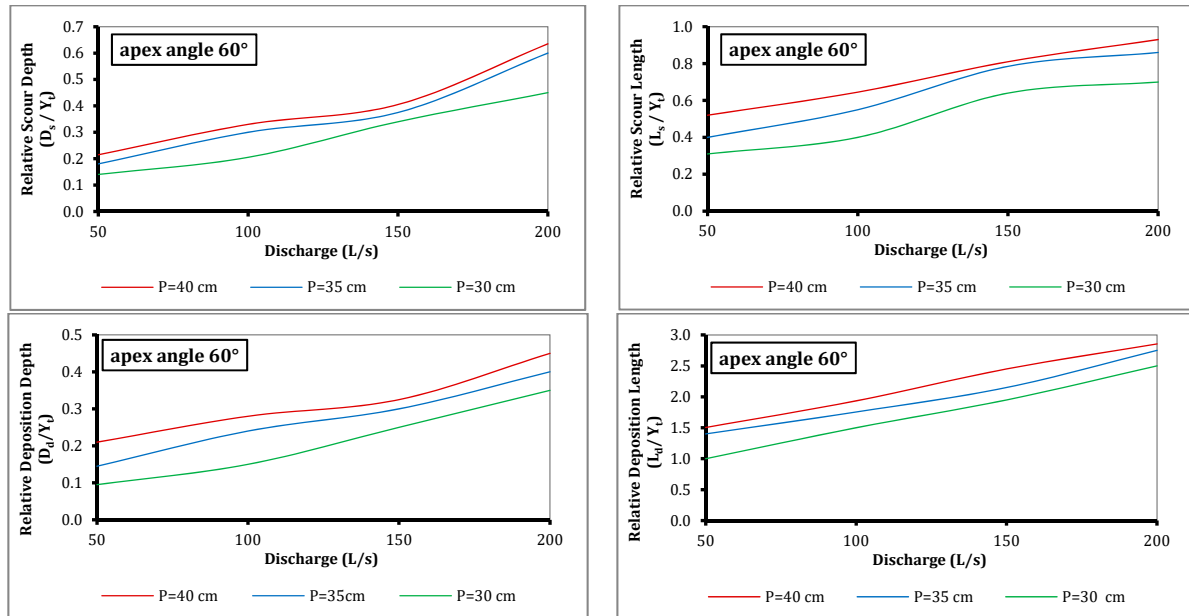 Relative Scour Depth
(Ds / Yt)
0.7
0.6
0.5
0.4
0.3
0.2
0.1
0.0
apex angle 60°
50
100
150
200
Discharge (L/s)
P=40 cm
P=35 cm
P=30 cm
Relative Scour Length
(Ls / Yt)
1.0
0.8
0.6
0.4
0.2
0.0
apex angle 60°
50
100
150
200
Discharge (L/s)
P=40 cm
P=35 cm
P=30 cm
Relative Deposition Depth
(Dd/Yt)
0.5
0.4
0.3
0.2
0.1
0.0
apex angle 60°
50
100
150
200
Discharge (L/s)
P=40 cm
P=35cm
P=30 cm
Relative Deposition Length
(Ld/ Yt)
3.0
2.5
2.0
1.5
1.0
0.5
0.0
apex angle 60°
50
100
150
200
Discharge (L/s)
P=40 cm
P=35 cm
P=30 cm